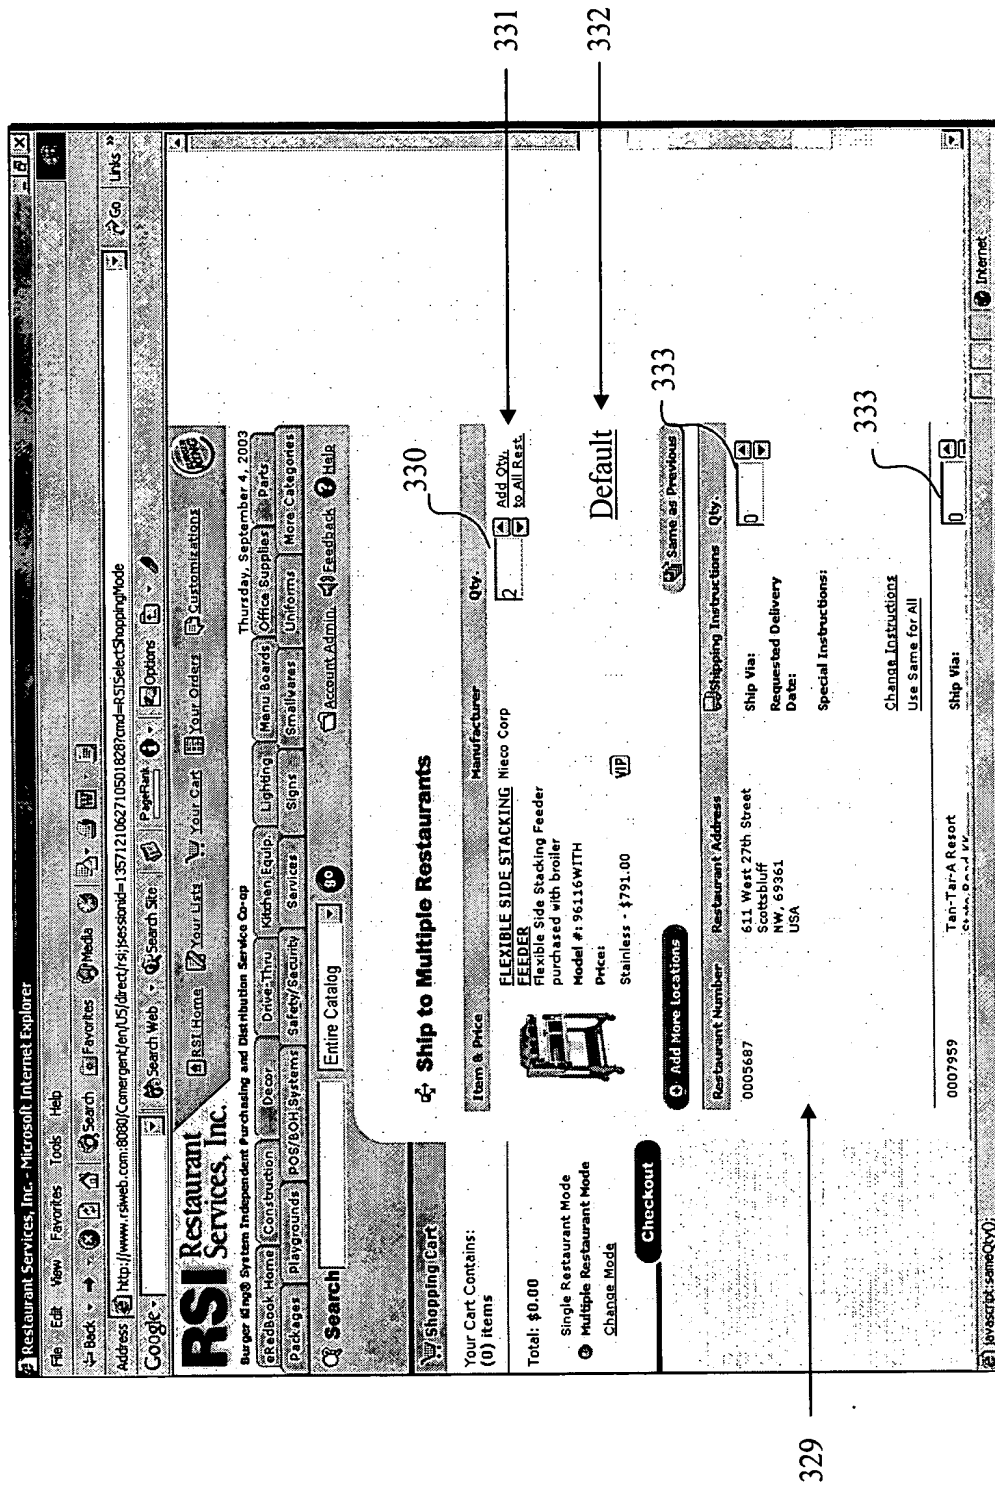 Restaurant Services, Inc. - Microsoft Internet Explorer
File Edit View Favorites Tools Help
Back Search Favorites Media
Address http://www.rsiweb.com:8080/Comergent/en/US/direct/rsi;jsessionid=1357121062710501828?cmd=RSISelectShoppingMode Go Links »
Google Search Web Search Site PageRank Options
RSI Restaurant Services, Inc.
RSI Home Your Lists Your Cart Your Orders Customizations
Burger King® System Independent Purchasing and Distribution Service Co-op Thursday, September 4, 2003
eRedBook Home Construction Decor Drive-Thru Kitchen Equip. Lighting Menu Boards Office Supplies Parts
Packages Playgrounds POS/BOH Systems Safety/Security Services Signs Smallwares Uniforms More Categories
Search Entire Catalog go Account Admin Feedback Help
Shopping Cart
Your Cart Contains:
(0) items
Total: $0.00
Single Restaurant Mode
Multiple Restaurant Mode
Change Mode
Checkout
Ship to Multiple Restaurants
Item & Price Manufacturer Qty.
FLEXIBLE SIDE STACKING FEEDER Nieco Corp 2 Add Qty. to All Rest.
Flexible Side Stacking Feeder
purchased with broiler
Model #: 96116WITH
Price:
Stainless - $791.00 VIP
Default
Add More Locations Same as Previous
Restaurant Number Restaurant Address Shipping Instructions Qty.
0005687 611 West 27th Street Ship Via: 0
Scottsbluff
NW, 69361
USA
Requested Delivery
Date:
Special Instructions:
Change Instructions
Use Same for All
0007959 Tan-Tar-A Resort Ship Via: 0
javascript:sameQty(); Internet
329
330
331
332
333
333